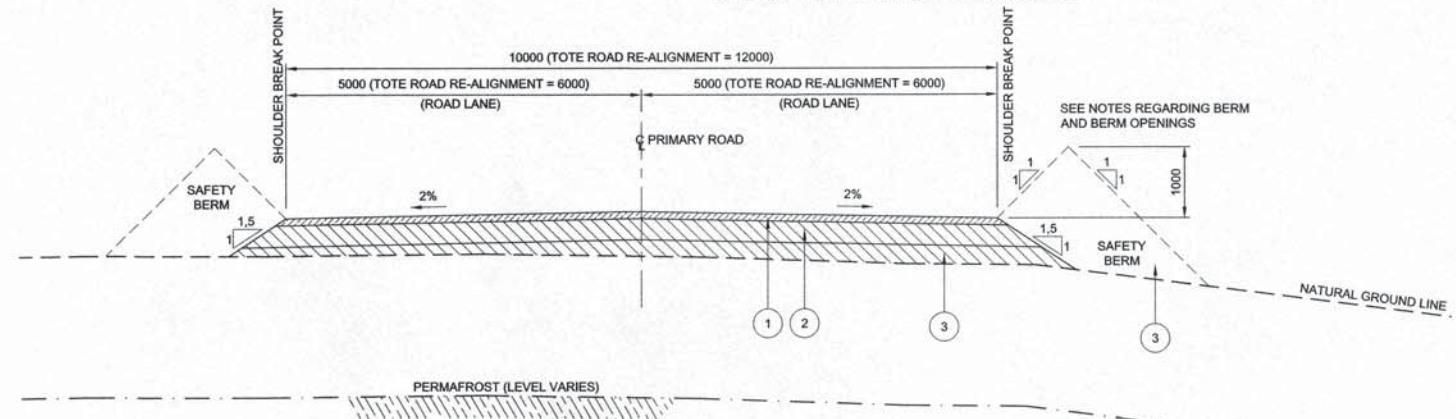 SHOULDER BREAK POINT
10000 (TOTE ROAD RE-ALIGNMENT = 12000)
SHOULDER BREAK POINT
5000 (TOTE ROAD RE-ALIGNMENT = 6000)
(ROAD LANE)
5000 (TOTE ROAD RE-ALIGNMENT = 6000)
(ROAD LANE)
SEE NOTES REGARDING BERM
AND BERM OPENINGS
℄ PRIMARY ROAD
1
1
1
1
1000
SAFETY
BERM
2%
2%
1,5
1
1,5
1
SAFETY
BERM
NATURAL GROUND LINE
1
2
3
3
PERMAFROST (LEVEL VARIES)